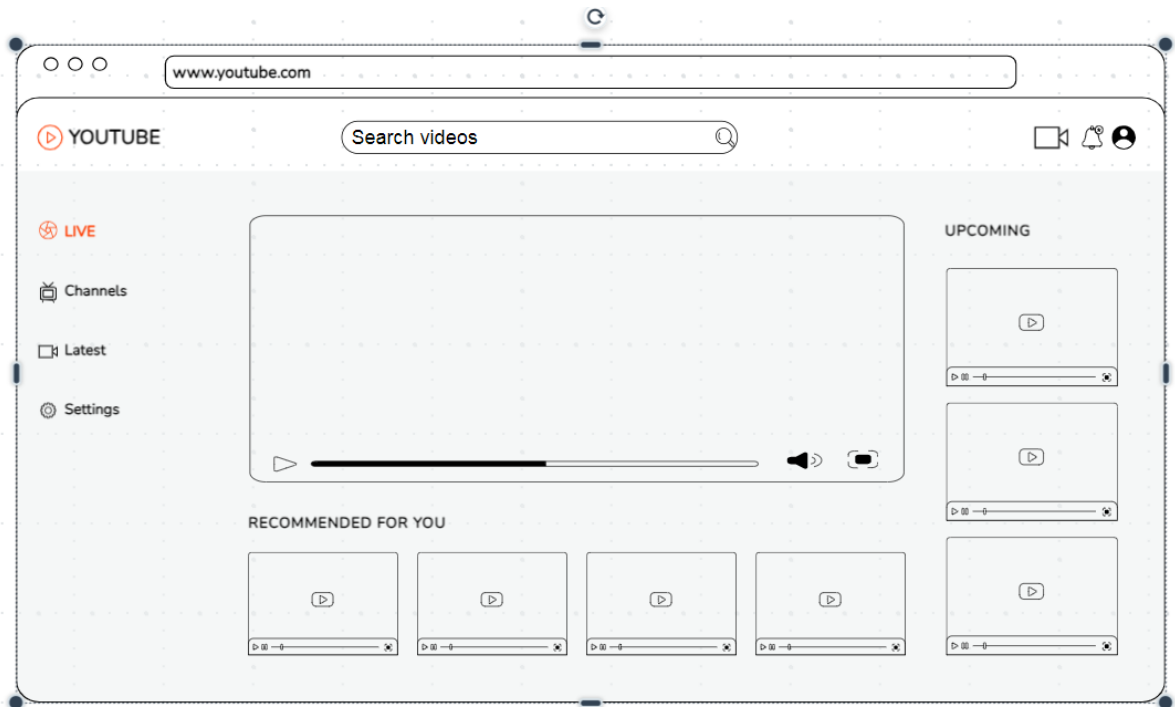 www.youtube.com
YOUTUBE
Search videos
LIVE
UPCOMING
Channels
Latest
Settings
RECOMMENDED FOR YOU